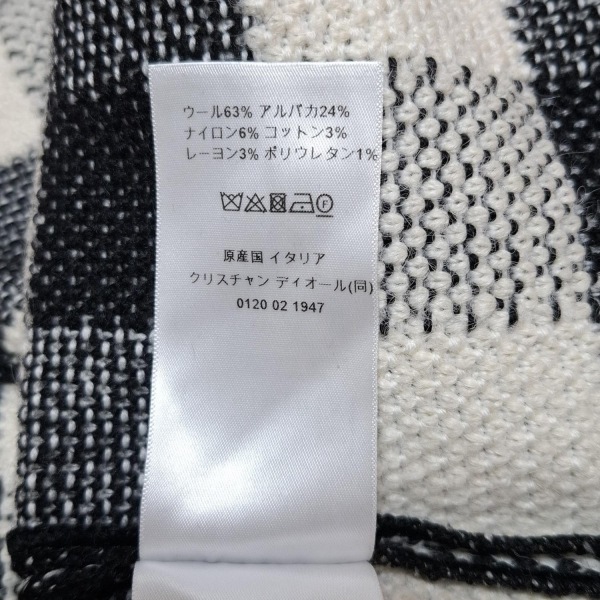 ウール63% アルパカ24%
ナイロン6% コットン3%
レーヨン3% ポリウレタン1%
F
原産国 イタリア
クリスチャン ディオール(同)
0120 02 1947